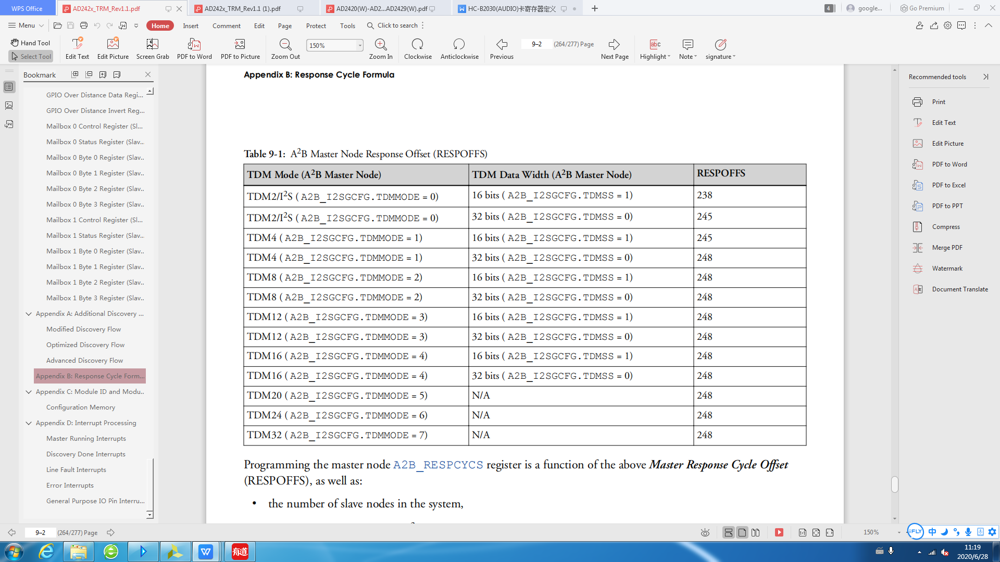 WPS Office
AD242x_TRM_Rev1.1.pdf
AD242x_TRM_Rev1.1 (1).pdf
AD2420(W)-AD2...AD2429(W).pdf
HC-B2030(AUDIO)卡寄存器定义
4
google...
Go Premium
Menu
Home
Insert
Comment
Edit
Page
Protect
Tools
Click to search
Hand Tool
Select Tool
Edit Text
Edit Picture
Screen Grab
PDF to Word
PDF to Picture
Zoom Out
150%
Zoom In
Clockwise
Anticlockwise
Previous
9–2
(264/277) Page
Next Page
Highlight
Note
signature
Bookmark
GPIO Over Distance Data Regi...
GPIO Over Distance Invert Reg...
Mailbox 0 Control Register (Sl...
Mailbox 0 Status Register (Slav..
Mailbox 0 Byte 0 Register (Slav..
Mailbox 0 Byte 1 Register (Slav..
Mailbox 0 Byte 2 Register (Slav..
Mailbox 0 Byte 3 Register (Slav..
Mailbox 1 Control Register (Sl...
Mailbox 1 Status Register (Slav..
Mailbox 1 Byte 0 Register (Slav..
Mailbox 1 Byte 1 Register (Slav..
Mailbox 1 Byte 2 Register (Slav..
Mailbox 1 Byte 3 Register (Slav..
Appendix A: Additional Discovery ...
Modified Discovery Flow
Optimized Discovery Flow
Advanced Discovery Flow
Appendix B: Response Cycle Form...
Appendix C: Module ID and Modu..
Configuration Memory
Appendix D: Interrupt Processing
Master Running Interrupts
Discovery Done Interrupts
Line Fault Interrupts
Error Interrupts
General Purpose IO Pin Interru...
Appendix B: Response Cycle Formula
Table 9-1: A²B Master Node Response Offset (RESPOFFS)
TDM Mode (A²B Master Node) TDM Data Width (A²B Master Node) RESPOFFS
TDM2/I²S ( A2B_I2SGCFG.TDMMODE = 0) 16 bits ( A2B_I2SGCFG.TDMSS = 1) 238
TDM2/I²S ( A2B_I2SGCFG.TDMMODE = 0) 32 bits ( A2B_I2SGCFG.TDMSS = 0) 245
TDM4 ( A2B_I2SGCFG.TDMMODE = 1) 16 bits ( A2B_I2SGCFG.TDMSS = 1) 245
TDM4 ( A2B_I2SGCFG.TDMMODE = 1) 32 bits ( A2B_I2SGCFG.TDMSS = 0) 248
TDM8 ( A2B_I2SGCFG.TDMMODE = 2) 16 bits ( A2B_I2SGCFG.TDMSS = 1) 248
TDM8 ( A2B_I2SGCFG.TDMMODE = 2) 32 bits ( A2B_I2SGCFG.TDMSS = 0) 248
TDM12 ( A2B_I2SGCFG.TDMMODE = 3) 16 bits ( A2B_I2SGCFG.TDMSS = 1) 248
TDM12 ( A2B_I2SGCFG.TDMMODE = 3) 32 bits ( A2B_I2SGCFG.TDMSS = 0) 248
TDM16 ( A2B_I2SGCFG.TDMMODE = 4) 16 bits ( A2B_I2SGCFG.TDMSS = 1) 248
TDM16 ( A2B_I2SGCFG.TDMMODE = 4) 32 bits ( A2B_I2SGCFG.TDMSS = 0) 248
TDM20 ( A2B_I2SGCFG.TDMMODE = 5) N/A 248
TDM24 ( A2B_I2SGCFG.TDMMODE = 6) N/A 248
TDM32 ( A2B_I2SGCFG.TDMMODE = 7) N/A 248
Programming the master node A2B_RESPCYCS register is a function of the above Master Response Cycle Offset
(RESPOFFS), as well as:
• the number of slave nodes in the system,
Recommended tools
Print
Edit Text
Edit Picture
PDF to Word
PDF to Excel
PDF to PPT
Compress
Merge PDF
Watermark
Document Translate
9–2
(264/277) Page
150%
iFLY
中
有道
11:19
2020/6/28